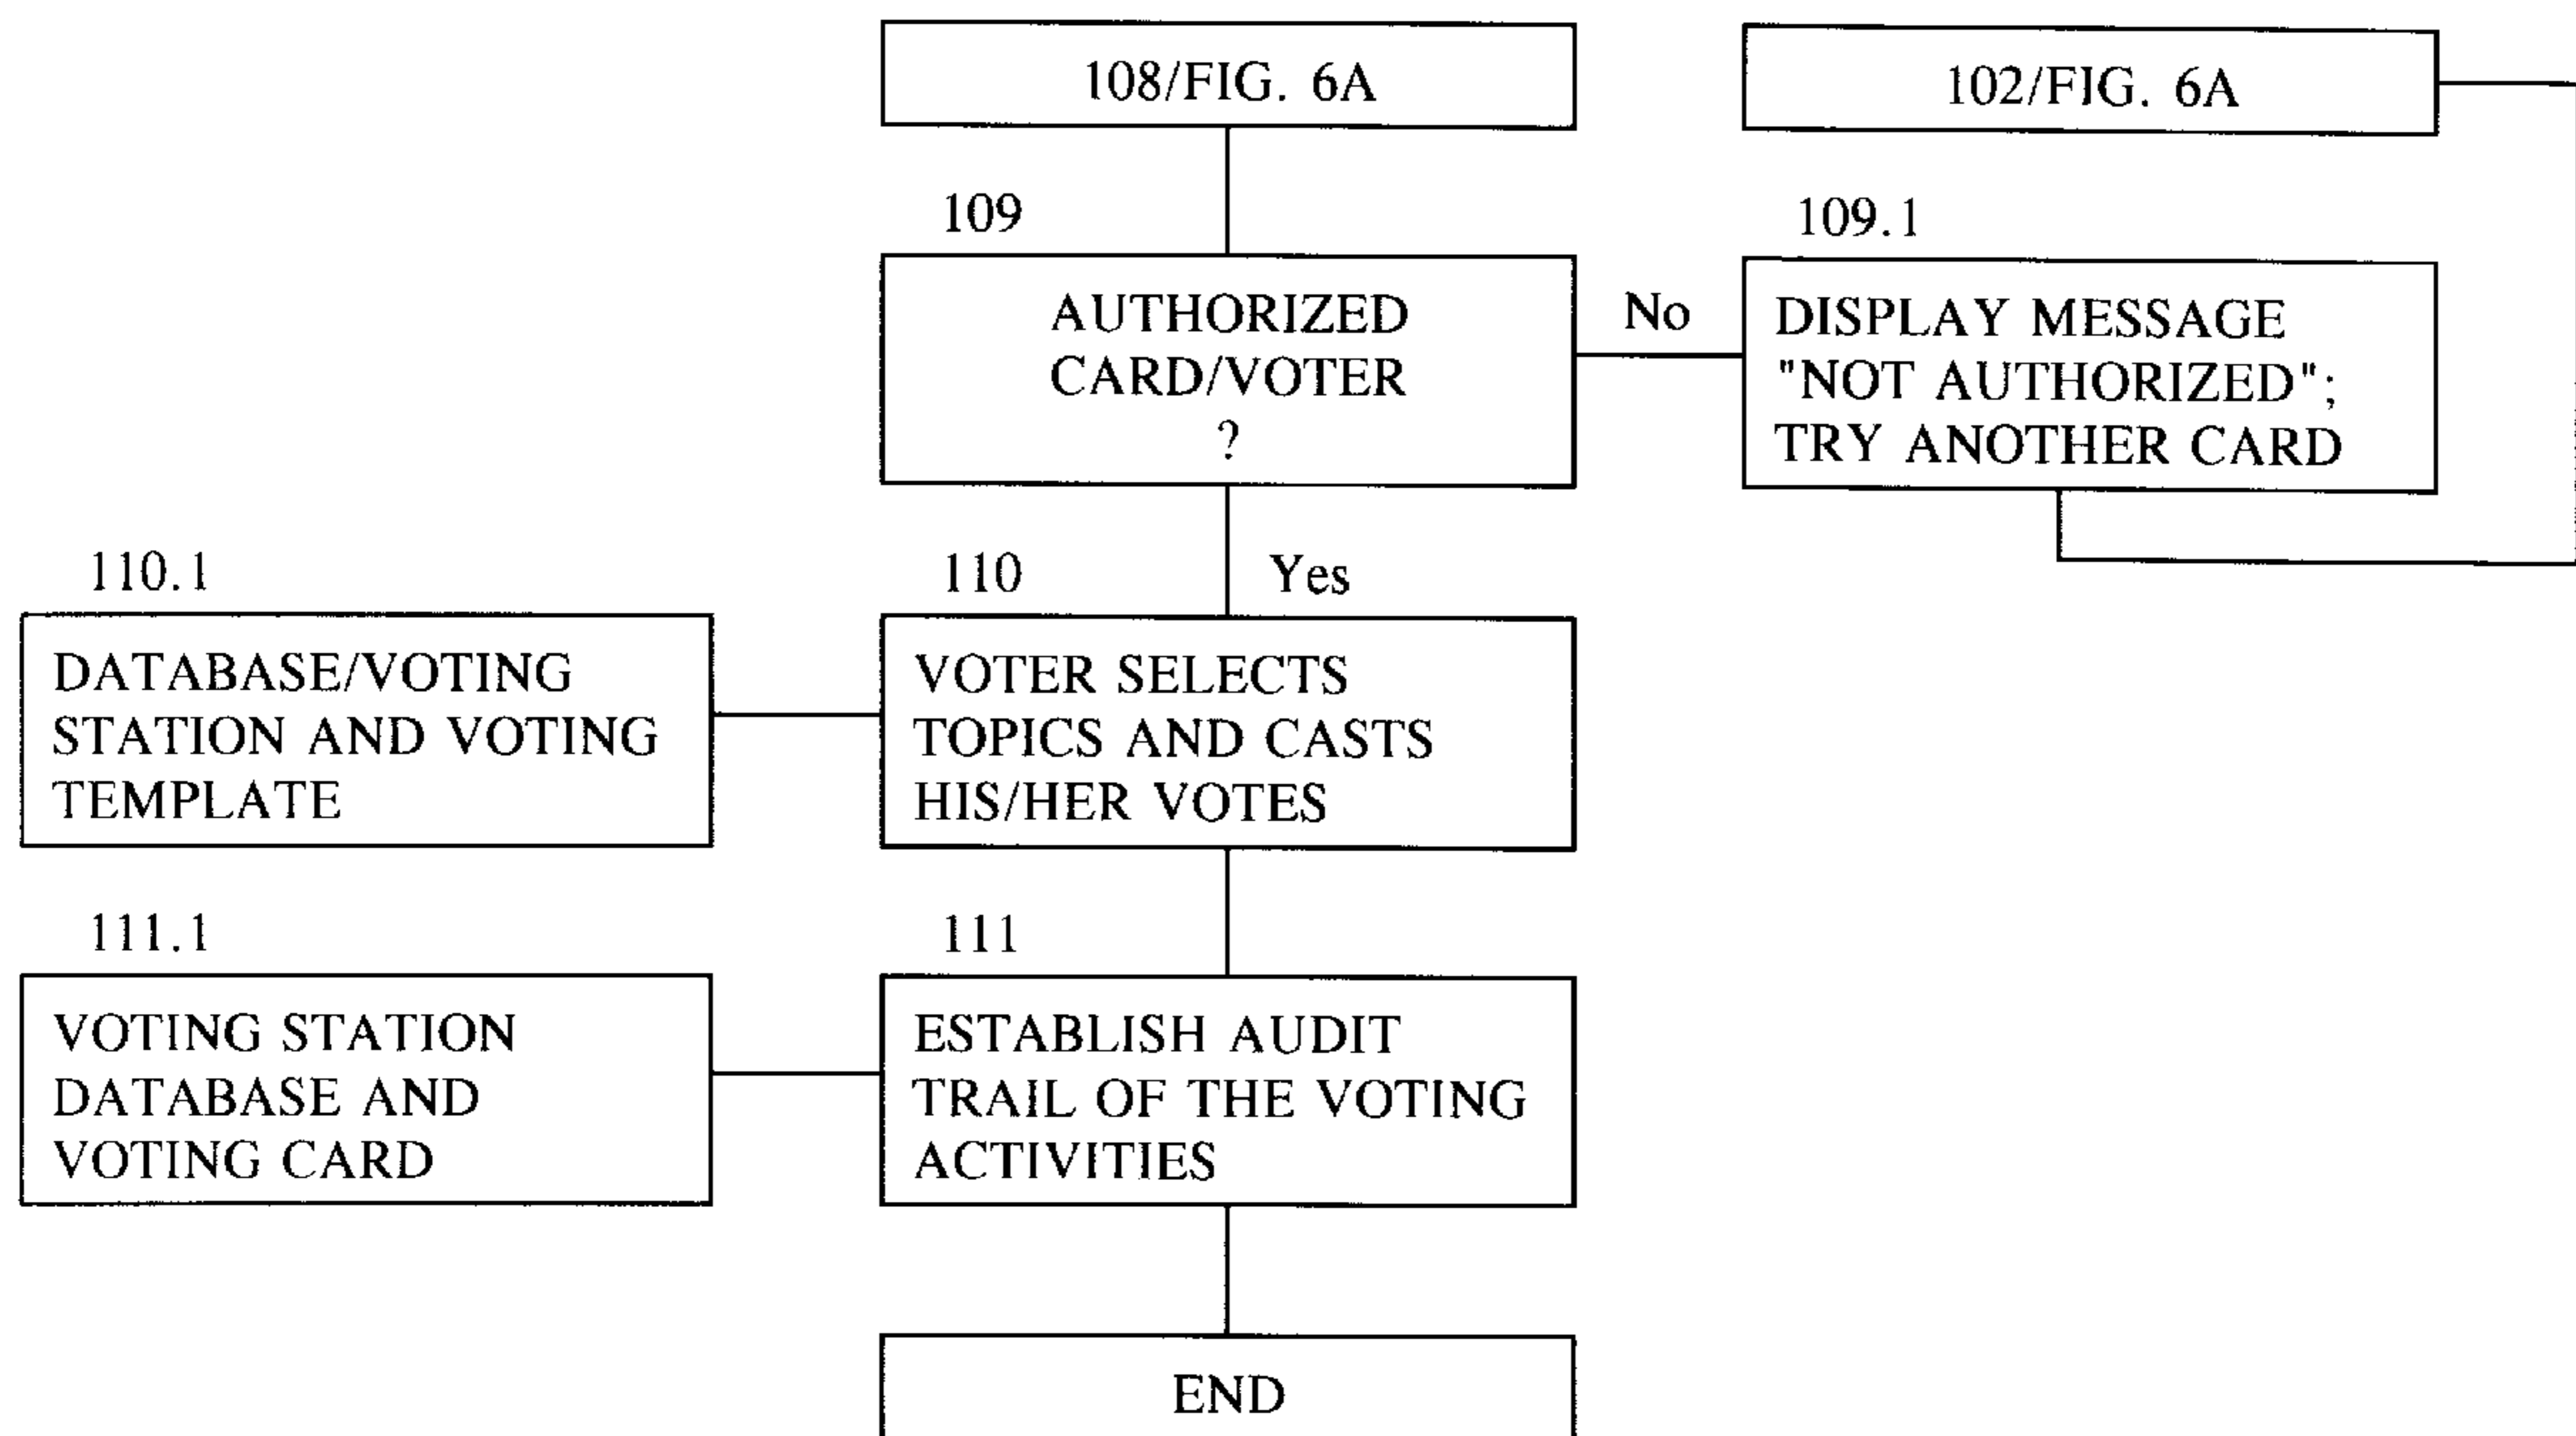 108/FIG. 6A
102/FIG. 6A
109
109.1
AUTHORIZED
CARD/VOTER
?
No
DISPLAY MESSAGE
"NOT AUTHORIZED";
TRY ANOTHER CARD
110.1
110
Yes
DATABASE/VOTING
STATION AND VOTING
TEMPLATE
VOTER SELECTS
TOPICS AND CASTS
HIS/HER VOTES
111.1
111
VOTING STATION
DATABASE AND
VOTING CARD
ESTABLISH AUDIT
TRAIL OF THE VOTING
ACTIVITIES
END